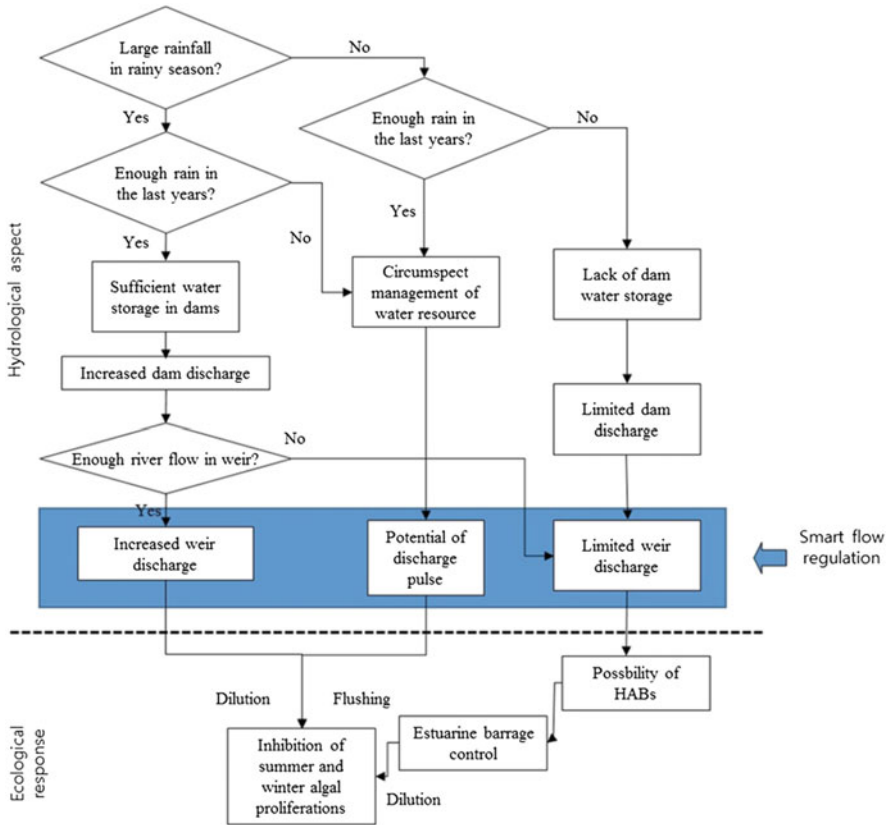 Large rainfall
in rainy season?
No
Yes
Enough rain in
the last years?
No
Enough rain in
the last years?
Yes
No
Yes
Hydrological aspect
Sufficient water
storage in dams
Circumspect
management of
water resource
Lack of dam
water storage
Increased dam discharge
Limited dam
discharge
Enough river flow in weir?
No
Yes
Increased weir
discharge
Potential of
discharge
pulse
Limited weir
discharge
Smart flow
regulation
Possbility of
HABs
Dilution
Flushing
Estuarine barrage
control
Inhibition of
summer and
winter algal
proliferations
Dilution
Ecological
response